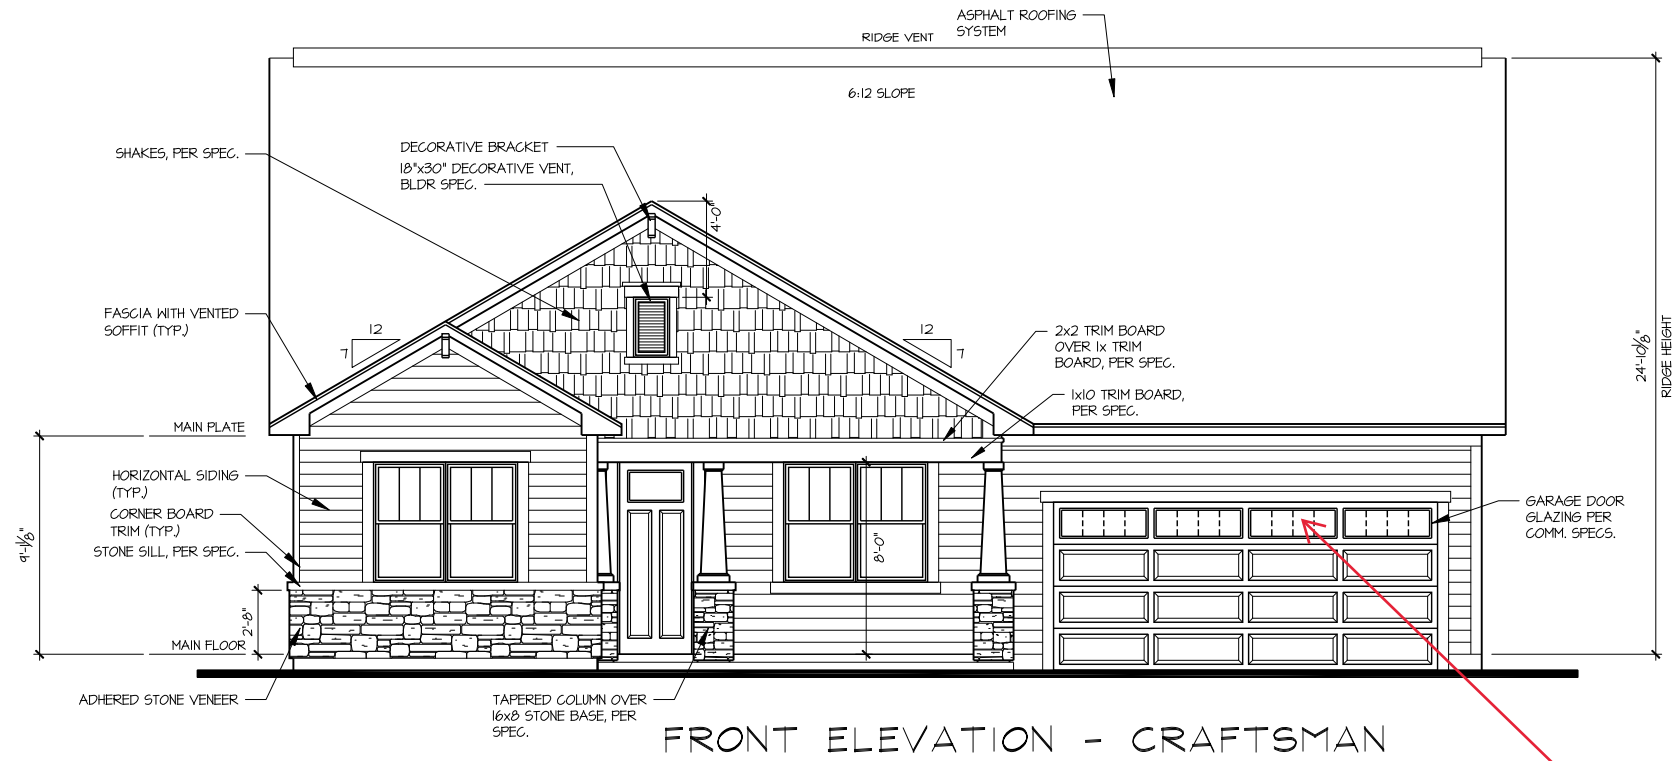 ASPHALT ROOFING
SYSTEM
RIDGE VENT
6:12 SLOPE
DECORATIVE BRACKET
SHAKES, PER SPEC.
18"x30" DECORATIVE VENT,
BLDR SPEC.
4'-0"
FASCIA WITH VENTED
SOFFIT (TYP.)
12
7
12
7
2x2 TRIM BOARD
OVER 1x TRIM
BOARD, PER SPEC.
24'-10 1/8"
RIDGE HEIGHT
1x10 TRIM BOARD,
PER SPEC.
MAIN PLATE
HORIZONTAL SIDING
(TYP.)
CORNER BOARD
TRIM (TYP.)
STONE SILL, PER SPEC.
9'-1 1/8"
8'-0"
GARAGE DOOR
GLAZING PER
COMM. SPECS.
2'-8"
MAIN FLOOR
ADHERED STONE VENEER
TAPERED COLUMN OVER
16x8 STONE BASE, PER
SPEC.
FRONT ELEVATION - CRAFTSMAN